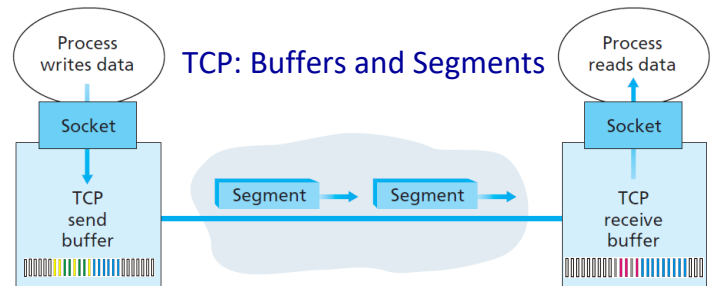 Process
writes data
TCP: Buffers and Segments
Process
reads data
Socket
Socket
Segment
Segment
TCP
send
buffer
TCP
receive
buffer